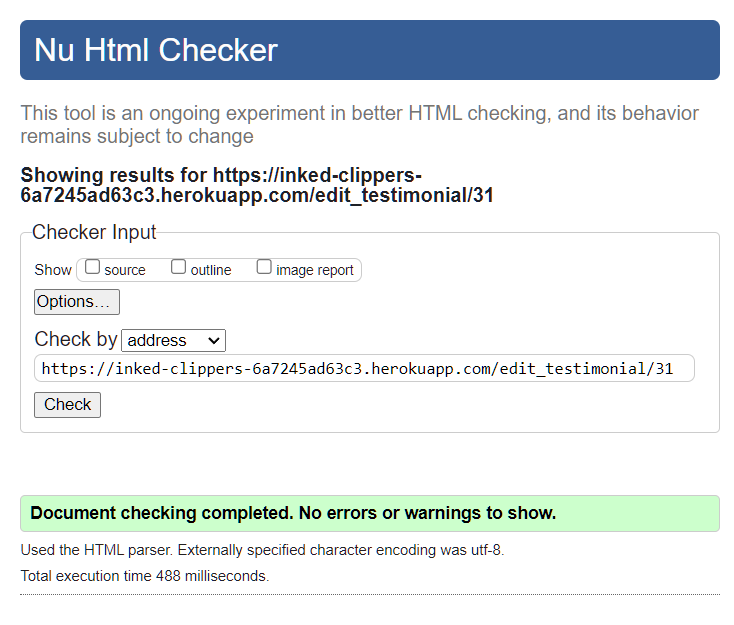 Nu Html Checker
This tool is an ongoing experiment in better HTML checking, and its behavior
remains subject to change
Showing results for https://inked-clippers-
6a7245ad63c3.herokuapp.com/edit_testimonial/31
Checker Input
Show source outline image report
Options…
Check by address
https://inked-clippers-6a7245ad63c3.herokuapp.com/edit_testimonial/31
Check
Document checking completed. No errors or warnings to show.
Used the HTML parser. Externally specified character encoding was utf-8.
Total execution time 488 milliseconds.